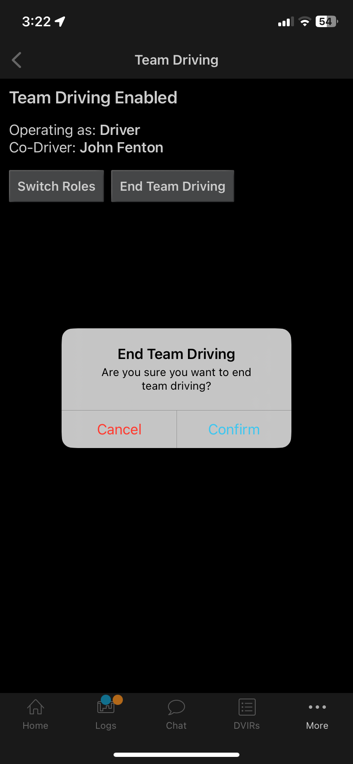 3:22
54
Team Driving
Team Driving Enabled
Operating as: Driver
Co-Driver: John Fenton
Switch Roles
End Team Driving
End Team Driving
Are you sure you want to end
team driving?
Cancel
Confirm
Home
Logs
Chat
DVIRs
More